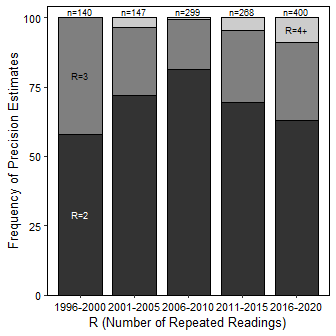 n=140 n=147 n=299 n=268 n=400
100
R=4+
R=3
75
50
R=2
25
0
1996-2000 2001-2005 2006-2010 2011-2015 2016-2020
R (Number of Repeated Readings)
Frequency of Precision Estimates